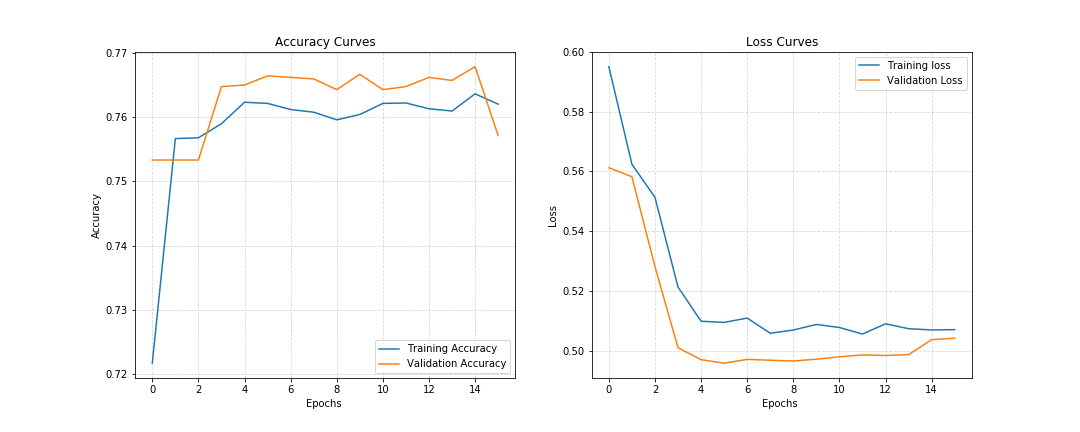 Accuracy Curves
0.77
0.76
0.75
0.74
0.73
0.72
Accuracy
0 2 4 6 8 10 12 14
Epochs
Training Accuracy
Validation Accuracy
Loss Curves
0.60
0.58
0.56
0.54
0.52
0.50
Loss
0 2 4 6 8 10 12 14
Epochs
Training loss
Validation Loss